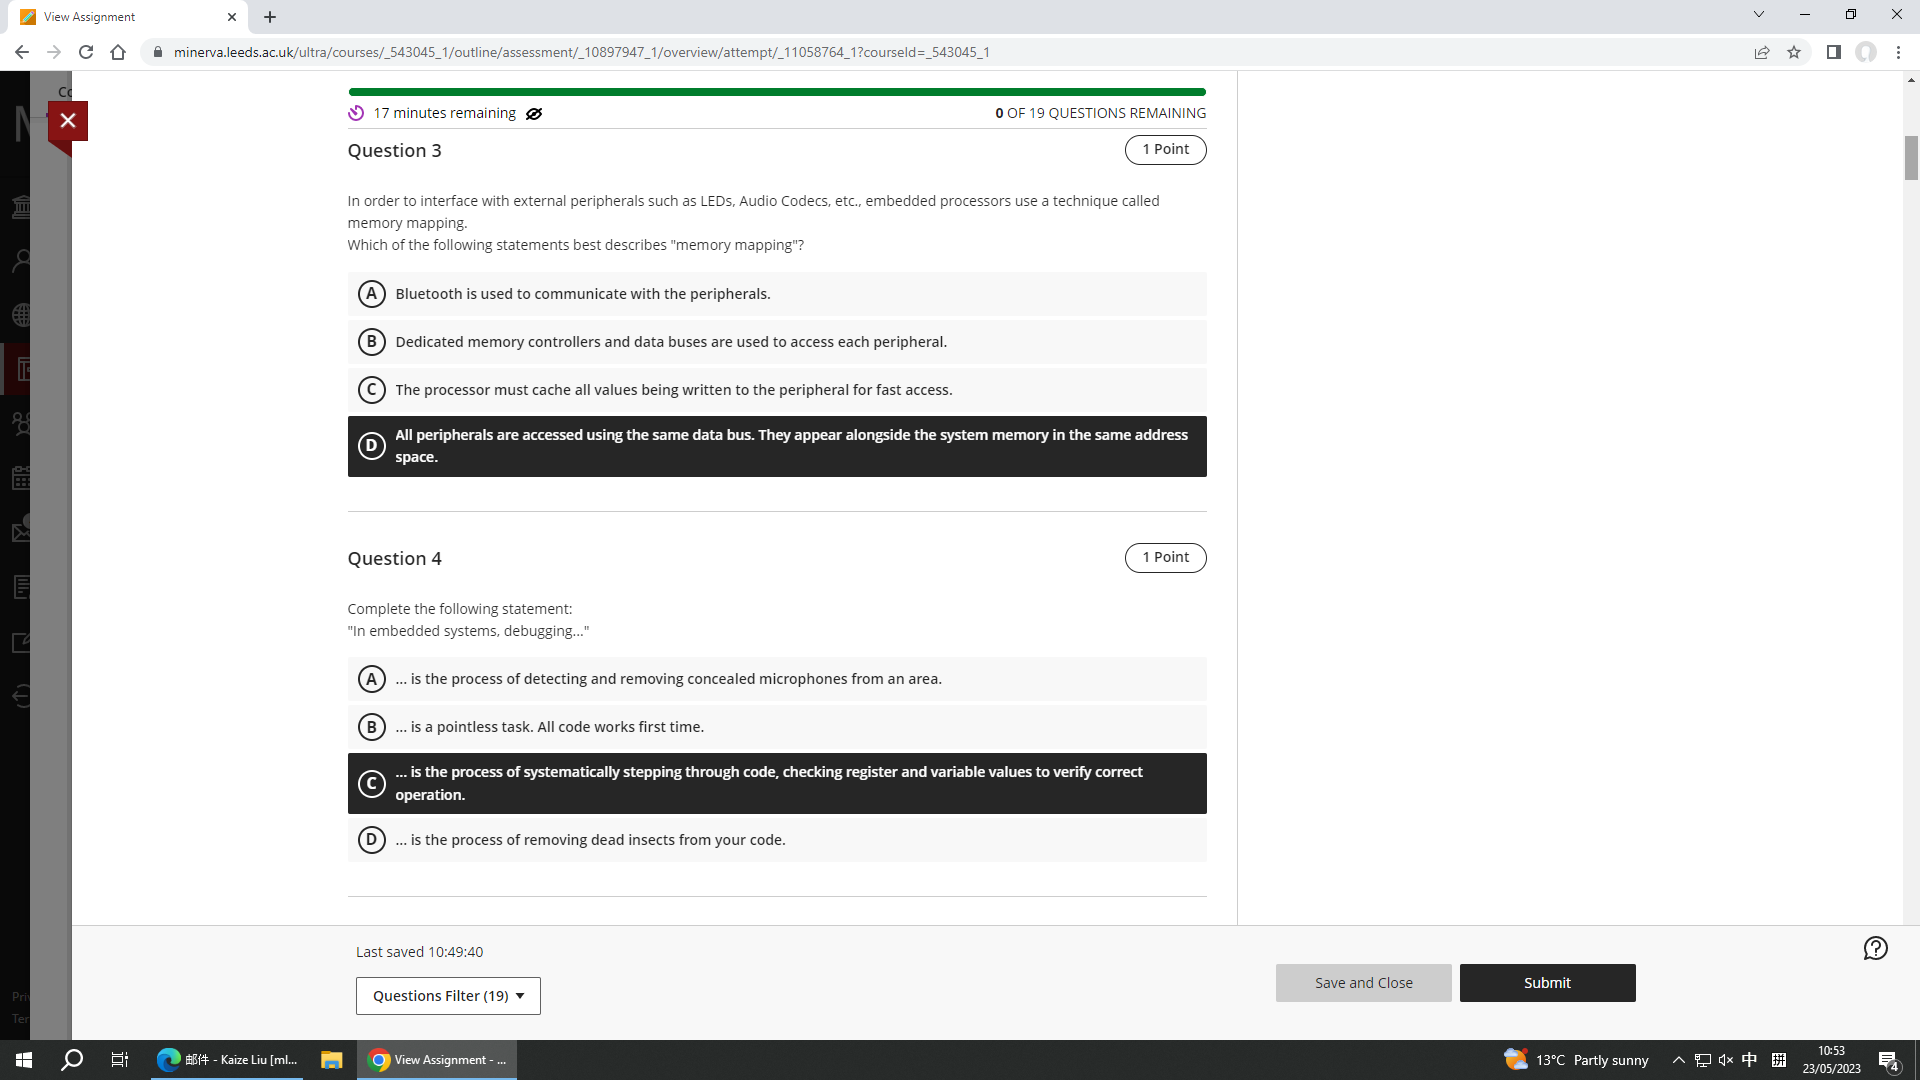 View Assignment
minerva.leeds.ac.uk/ultra/courses/_543045_1/outline/assessment/_10897947_1/overview/attempt/_11058764_1?courseId=_543045_1
17 minutes remaining
0 OF 19 QUESTIONS REMAINING
Question 3
1 Point
In order to interface with external peripherals such as LEDs, Audio Codecs, etc., embedded processors use a technique called
memory mapping.
Which of the following statements best describes "memory mapping"?
A Bluetooth is used to communicate with the peripherals.
B Dedicated memory controllers and data buses are used to access each peripheral.
C The processor must cache all values being written to the peripheral for fast access.
D All peripherals are accessed using the same data bus. They appear alongside the system memory in the same address
space.
Question 4
1 Point
Complete the following statement:
"In embedded systems, debugging..."
A ... is the process of detecting and removing concealed microphones from an area.
B ... is a pointless task. All code works first time.
C ... is the process of systematically stepping through code, checking register and variable values to verify correct
operation.
D ... is the process of removing dead insects from your code.
Last saved 10:49:40
Questions Filter (19)
Save and Close
Submit
邮件 - Kaize Liu [ml...
View Assignment - ...
13°C Partly sunny
中
拼
10:53
23/05/2023
4